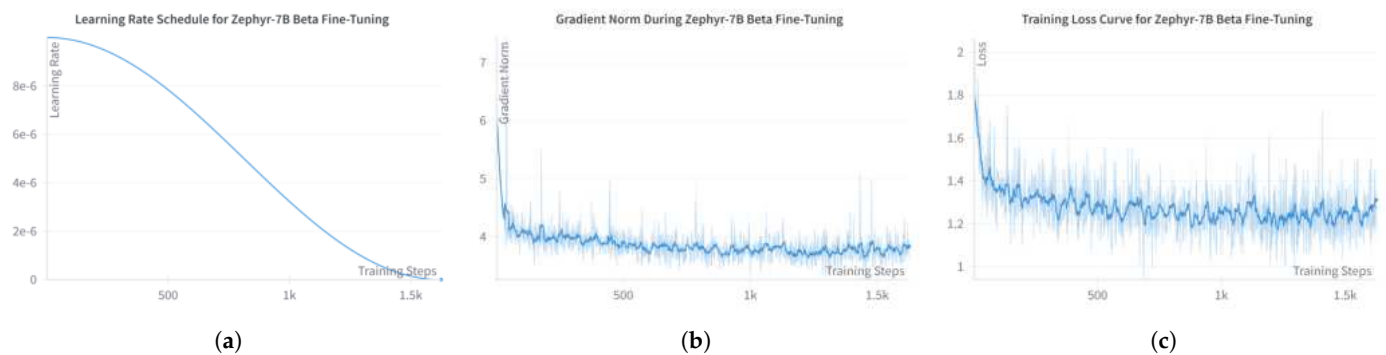 Learning Rate Schedule for Zephyr-7B Beta Fine-Tuning
Learning Rate
8e-6
6e-6
4e-6
2e-6
0
Training Steps
500
1k
1.5k
(a)
Gradient Norm During Zephyr-7B Beta Fine-Tuning
Gradient Norm
7
6
5
4
Training Steps
500
1k
1.5k
(b)
Training Loss Curve for Zephyr-7B Beta Fine-Tuning
Loss
2
1.8
1.6
1.4
1.2
1
Training Steps
500
1k
1.5k
(c)